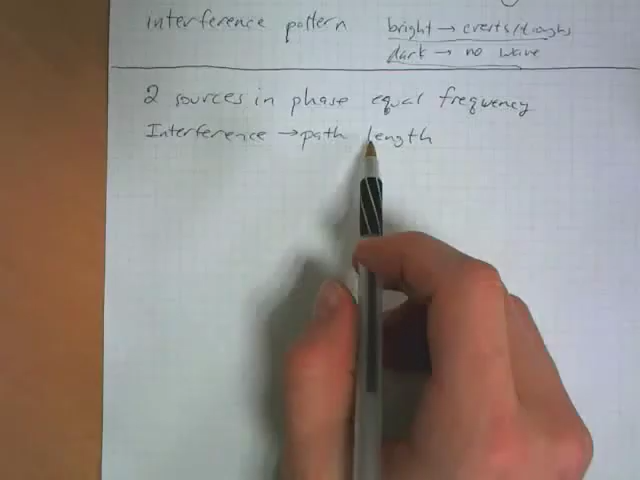 interference pattern
bright → crests/troughs
dark → no wave
2 sources in phase equal frequency
Interference → path length